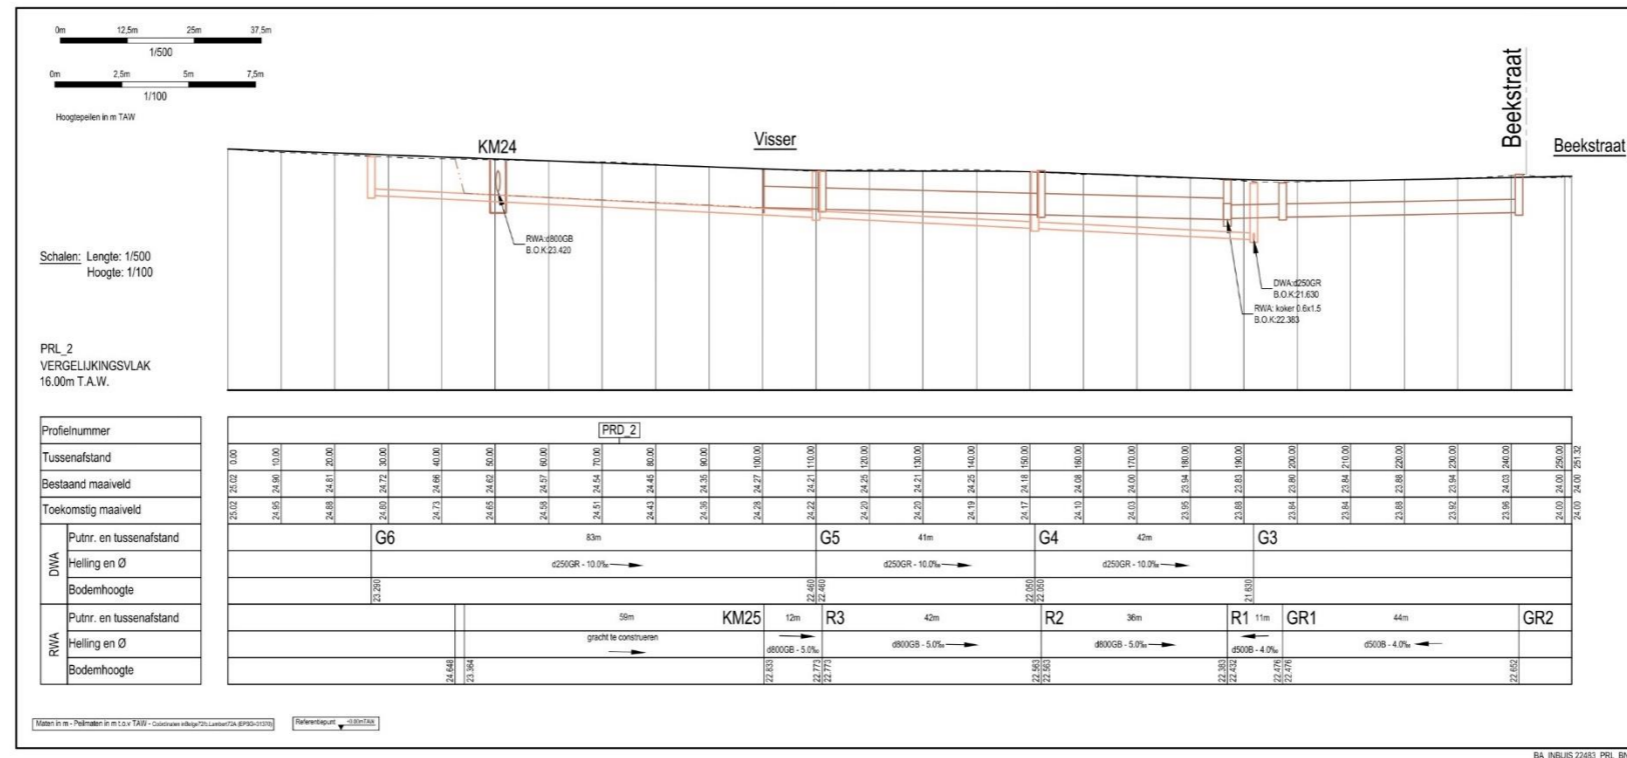 0m 12,5m 25m 37,5m
1/500
0m 2,5m 5m 7,5m
1/100
Hoogtepeilen in m TAW
Beekstraat
KM24
Visser
Beekstraat
RWA:d800GB
B.O.K:23.420
Schalen: Lengte: 1/500
Hoogte: 1/100
DWA:d250GR
B.O.K:21.630
RWA: koker 0.6x1.5
B.O.K:22.383
PRL_2
VERGELIJKINGSVLAK
16.00m T.A.W.
Profielnummer PRD_2
Tussenafstand 0.00 10.00 20.00 30.00 40.00 50.00 60.00 70.00 80.00 90.00 100.00 110.00 120.00 130.00 140.00 150.00 160.00 170.00 180.00 190.00 200.00 210.00 220.00 230.00 240.00 250.00 251.32
Bestaand maaiveld 25.02 24.90 24.81 24.72 24.66 24.62 24.57 24.54 24.45 24.35 24.27 24.21 24.25 24.21 24.25 24.18 24.08 24.00 23.94 23.83 23.80 23.84 23.88 23.94 24.03 24.00 24.00
Toekomstig maaiveld 25.02 24.95 24.88 24.80 24.73 24.65 24.58 24.51 24.43 24.36 24.28 24.22 24.20 24.20 24.19 24.17 24.10 24.03 23.95 23.88 23.84 23.84 23.88 23.92 23.96 24.00 24.00
DWA
Putnr. en tussenafstand G6 83m G5 41m G4 42m G3
Helling en Ø d250GR - 10.0‰ d250GR - 10.0‰ d250GR - 10.0‰
Bodemhoogte 23.290 22.460 22.460 22.050 22.050 21.630
RWA
Putnr. en tussenafstand 59m KM25 12m R3 42m R2 36m R1 11m GR1 44m GR2
Helling en Ø gracht te construeren d800GB - 5.0‰ d800GB - 5.0‰ d800GB - 5.0‰ d500B - 4.0‰ d500B - 4.0‰
Bodemhoogte 24.648 23.364 22.833 22.773 22.773 22.563 22.563 22.383 22.432 22.476 22.476 22.652
Maten in m - Peilmaten in m t.o.v TAW -
Referentiepunt
BA_INBUIS 22483_PRL_BN